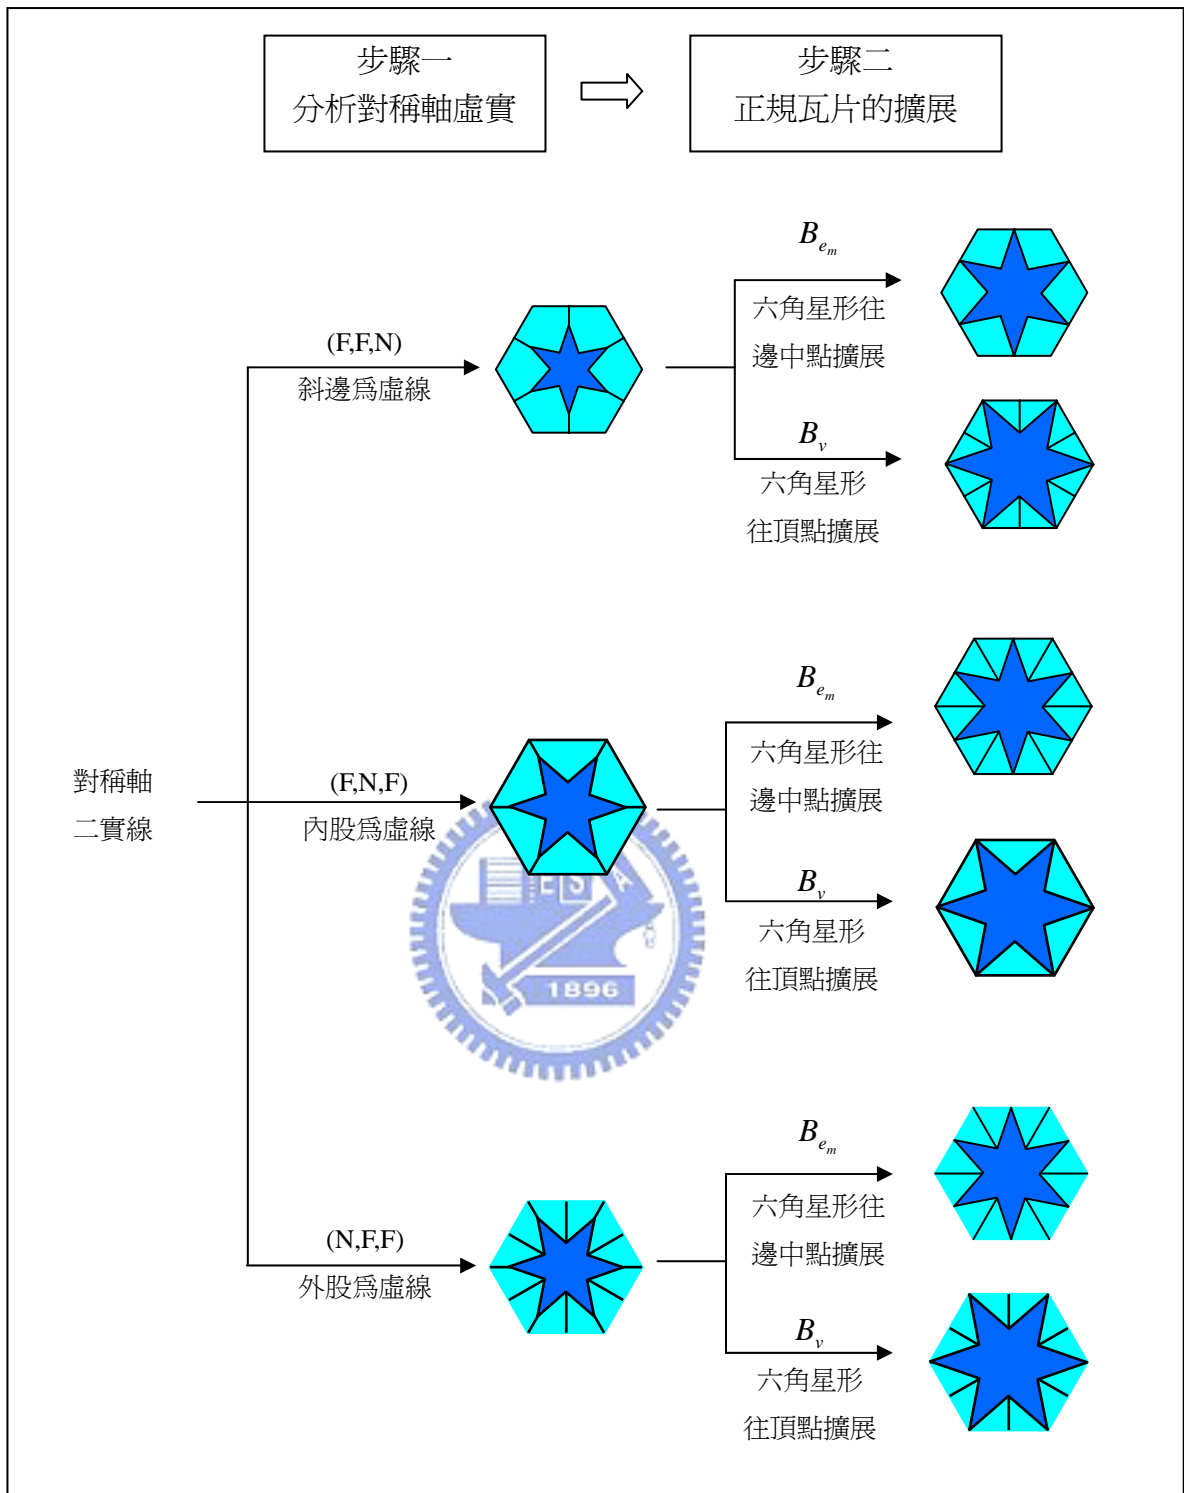 步驟一
分析對稱軸虛實
步驟二
正規瓦片的擴展
對稱軸
二實線
(F,F,N)
斜邊為虛線
B_{e_m}
六角星形往
邊中點擴展
B_v
六角星形
往頂點擴展
(F,N,F)
內股為虛線
B_{e_m}
六角星形往
邊中點擴展
B_v
六角星形
往頂點擴展
(N,F,F)
外股為虛線
B_{e_m}
六角星形往
邊中點擴展
B_v
六角星形
往頂點擴展
ESA
1896